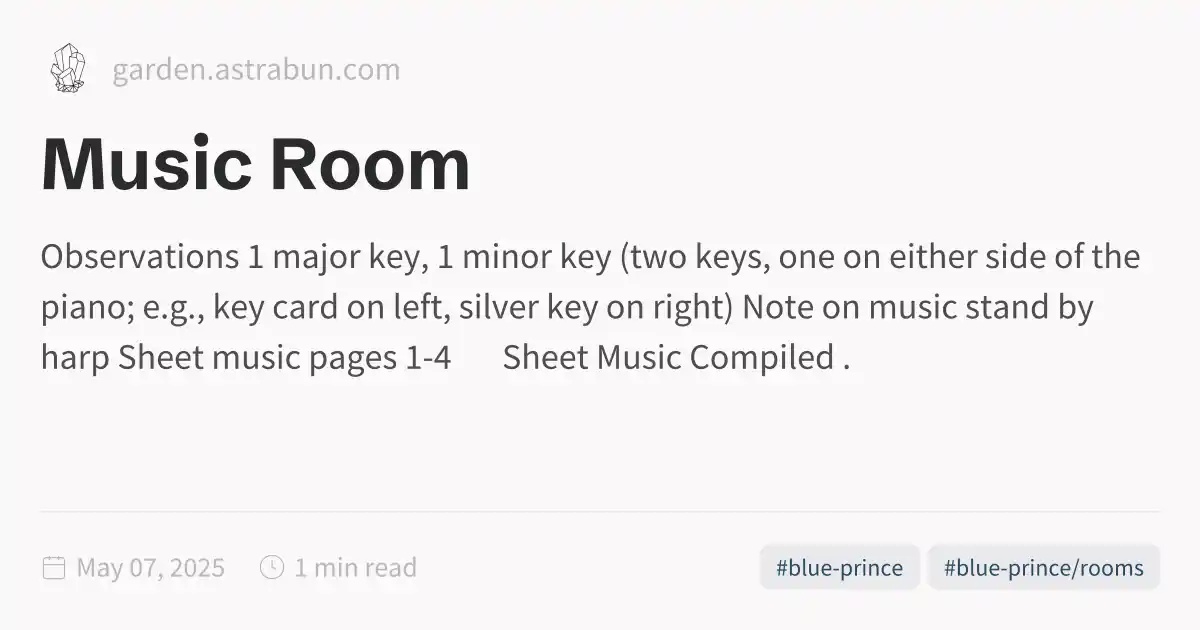 garden.astrabun.com
Music Room
Observations 1 major key, 1 minor key (two keys, one on either side of the
piano; e.g., key card on left, silver key on right) Note on music stand by
harp Sheet music pages 1-4 Sheet Music Compiled .
May 07, 2025 1 min read #blue-prince #blue-prince/rooms